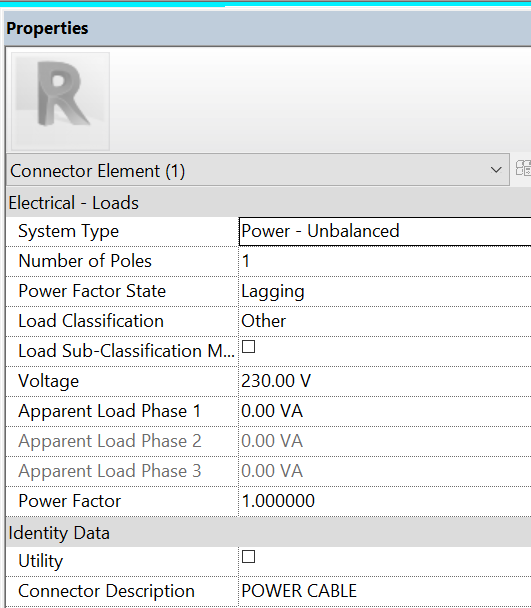 Properties
R
Connector Element (1)
Electrical - Loads
System Type Power - Unbalanced
Number of Poles 1
Power Factor State Lagging
Load Classification Other
Load Sub-Classification M...
Voltage 230.00 V
Apparent Load Phase 1 0.00 VA
Apparent Load Phase 2 0.00 VA
Apparent Load Phase 3 0.00 VA
Power Factor 1.000000
Identity Data
Utility
Connector Description POWER CABLE